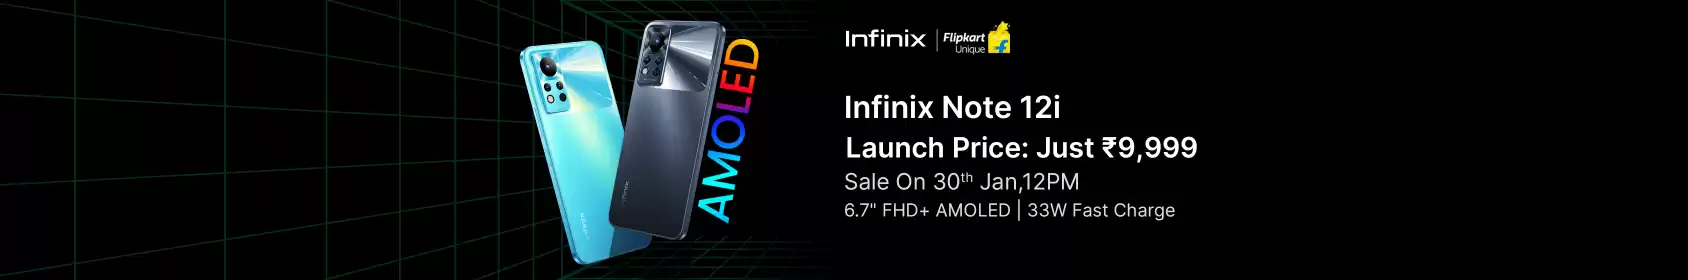 Infinix | Flipkart
Unique
Infinix Note 12i
Launch Price: Just ₹9,999
Sale On 30th Jan,12PM
6.7" FHD+ AMOLED | 33W Fast Charge
AMOLED
Infinix